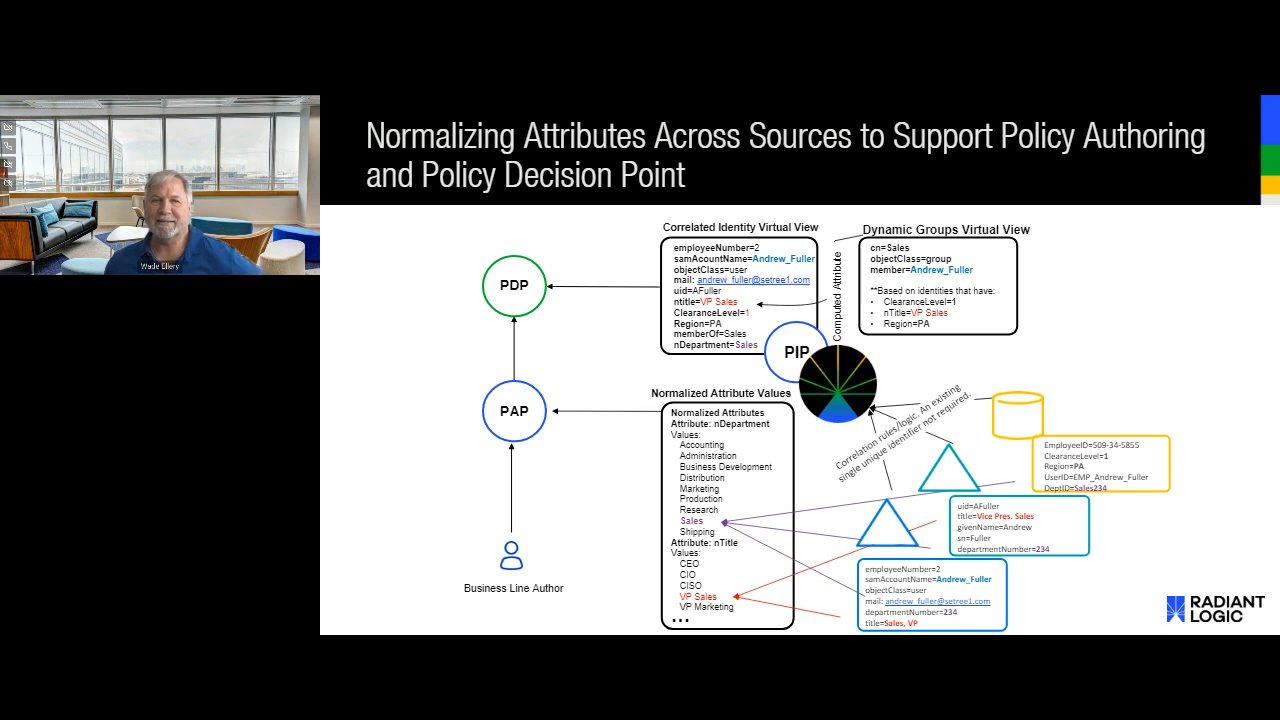 Normalizing Attributes Across Sources to Support Policy Authoring
and Policy Decision Point
Wade Ellery
Correlated Identity Virtual View
employeeNumber=2
samAccountName=Andrew_Fuller
objectClass=user
mail: andrew_fuller@setree1.com
uid=AFuller
ntitle=VP Sales
ClearanceLevel=1
Region=PA
memberOf=Sales
nDepartment=Sales
Computed Attribute
Dynamic Groups Virtual View
cn=Sales
objectClass=group
member=Andrew_Fuller
**Based on identities that have:
• ClearanceLevel=1
• nTitle=VP Sales
• Region=PA
PDP
PIP
PAP
Business Line Author
Normalized Attribute Values
Normalized Attributes
Attribute: nDepartment
Values:
Accounting
Administration
Business Development
Distribution
Marketing
Production
Research
Sales
Shipping
Attribute: nTitle
Values:
CEO
CIO
CISO
VP Sales
VP Marketing
...
Correlation rules/logic. An existing
single unique identifier not required.
EmployeeID=509-34-5855
ClearanceLevel=1
Region=PA
UserID=EMP_Andrew_Fuller
DeptID=Sales234
uid=AFuller
title=Vice Pres. Sales
givenName=Andrew
sn=Fuller
departmentNumber=234
employeeNumber=2
samAccountName=Andrew_Fuller
objectClass=user
mail: andrew_fuller@setree1.com
departmentNumber=234
title=Sales, VP
RADIANT
LOGIC